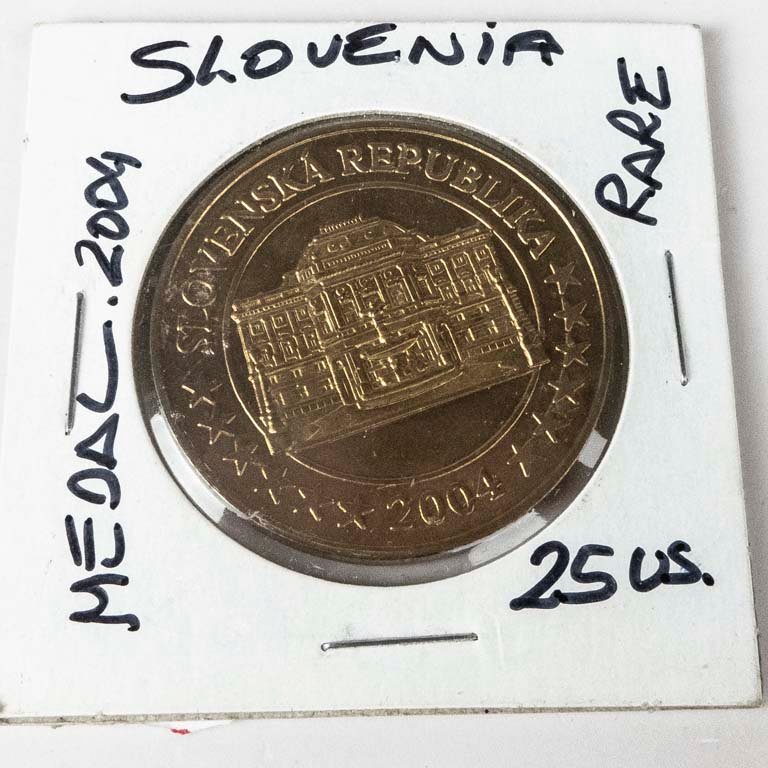 SLOVENIA
RARE
MEDAL.2004
SLOVENSKÁ REPUBLIKA
2004
25 US.